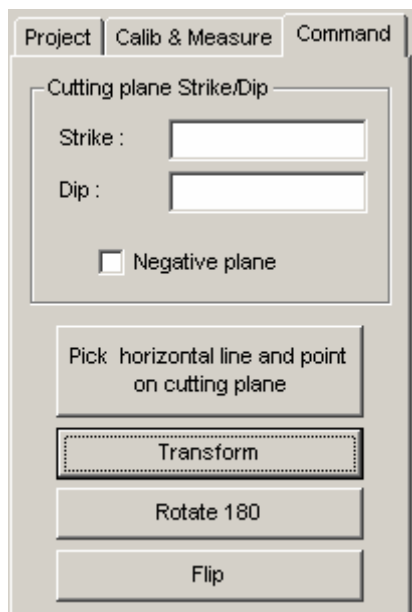 Project Calib & Measure Command
Cutting plane Strike/Dip
Strike :
Dip :
Negative plane
Pick horizontal line and point
on cutting plane
Transform
Rotate 180
Flip